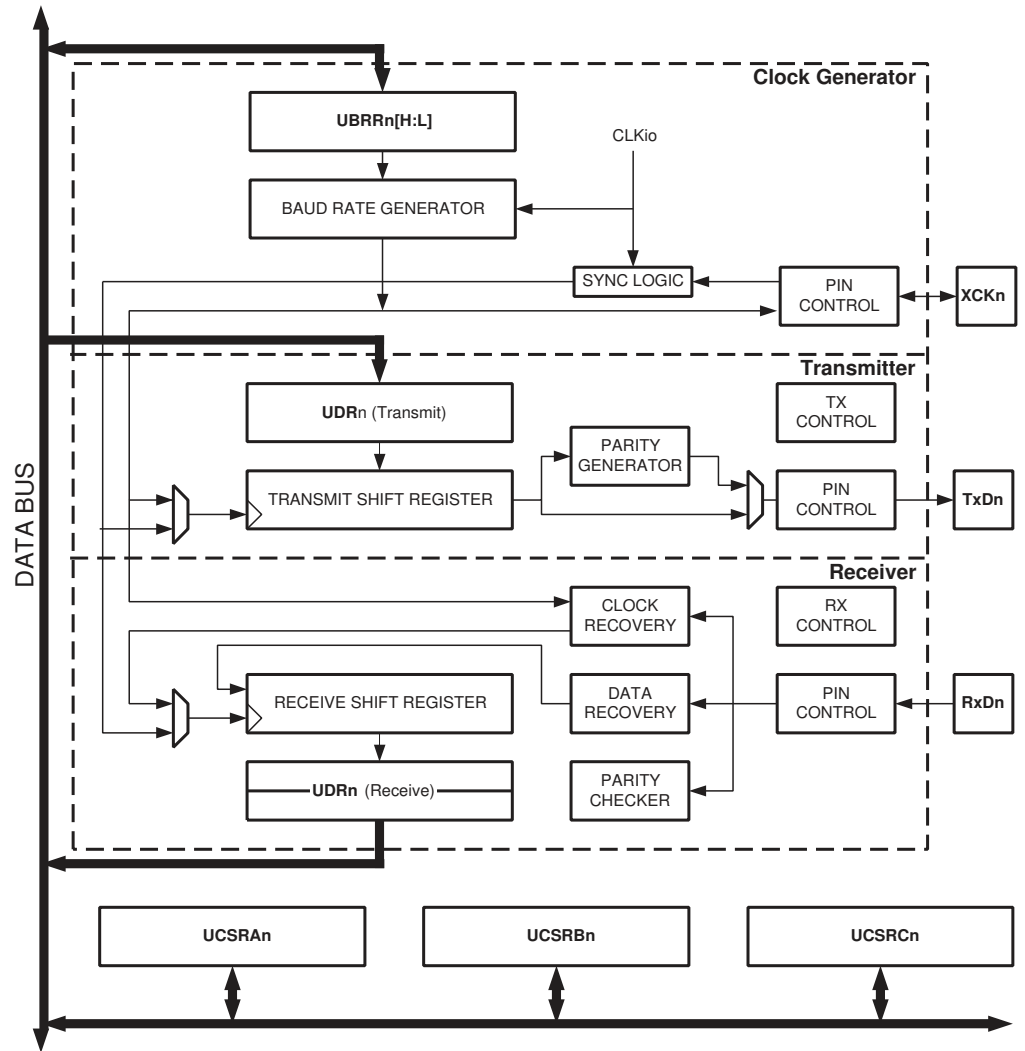 Clock Generator
UBRRn[H:L]
CLKio
BAUD RATE GENERATOR
SYNC LOGIC
PIN
CONTROL
XCKn
Transmitter
UDRn (Transmit)
TX
CONTROL
PARITY
GENERATOR
TRANSMIT SHIFT REGISTER
PIN
CONTROL
TxDn
DATA BUS
Receiver
CLOCK
RECOVERY
RX
CONTROL
RECEIVE SHIFT REGISTER
DATA
RECOVERY
PIN
CONTROL
RxDn
UDRn (Receive)
PARITY
CHECKER
UCSRAn
UCSRBn
UCSRCn